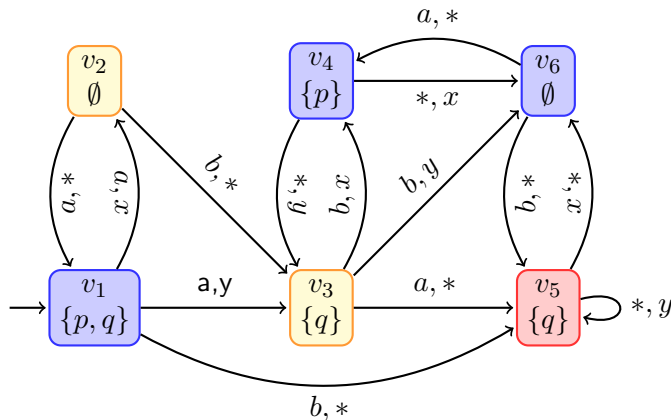 a, *
v₂
∅
v₄
{p}
v₆
∅
*, x
a, *
a, x
b, *
*, y
b, x
b, y
b, *
*, x
v₁
{p, q}
a,y
v₃
{q}
a, *
v₅
{q}
*, y
b, *